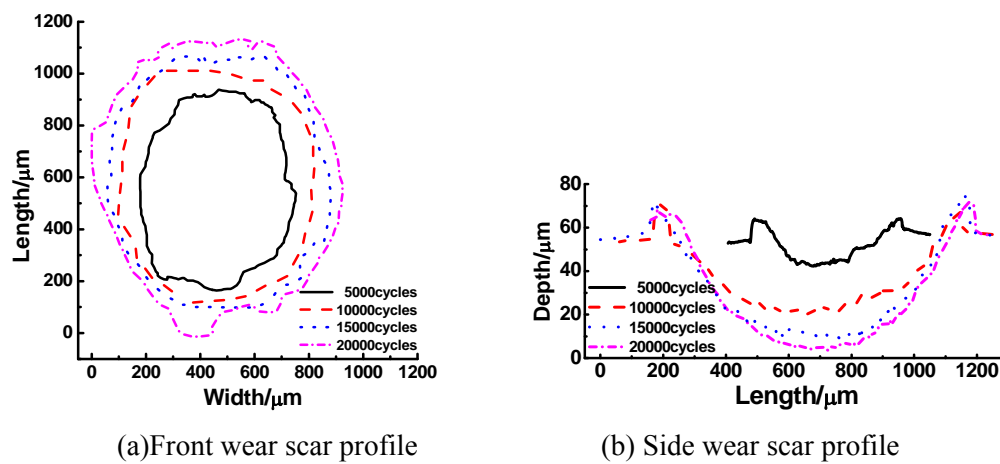 1200
1000
800
600
400
200
0
Length/μm
5000cycles
10000cycles
15000cycles
20000cycles
0 200 400 600 800 1000 1200
Width/μm
(a)Front wear scar profile
80
60
40
20
0
Depth/μm
5000cycles
10000cycles
15000cycles
20000cycles
0 200 400 600 800 1000 1200
Length/μm
(b) Side wear scar profile